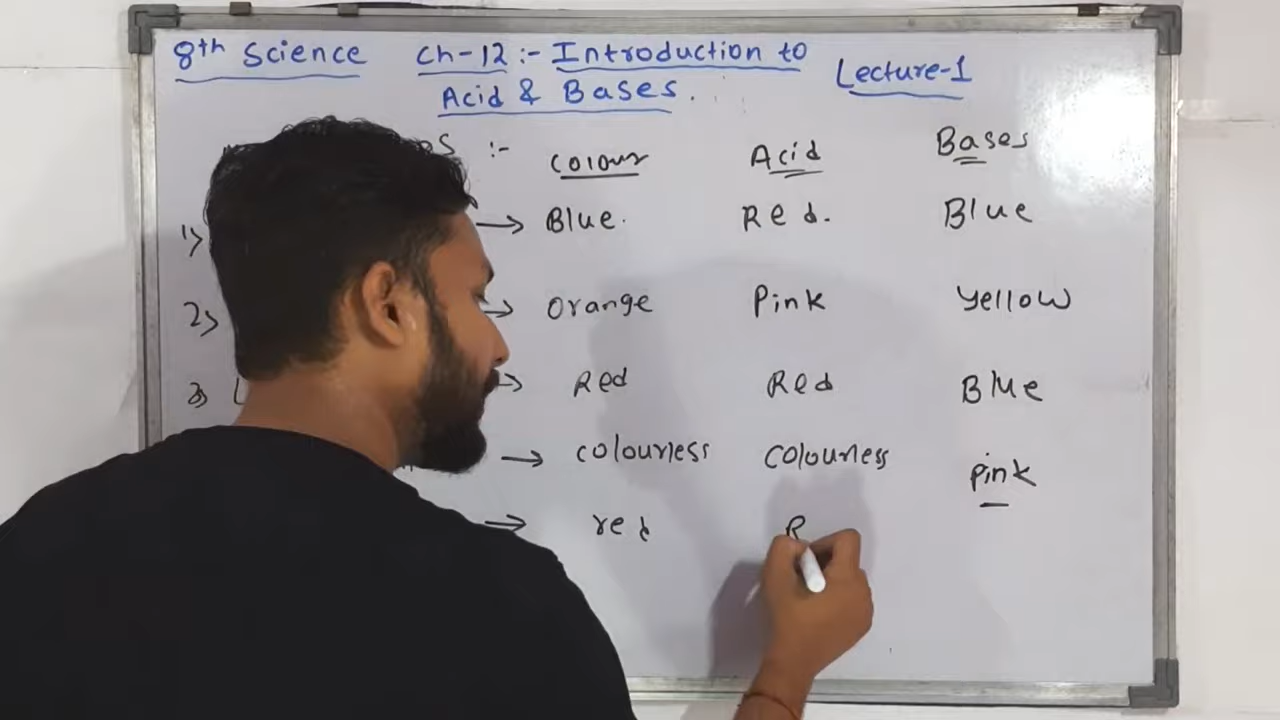 8th Science Ch-12 :- Introduction to Acid & Bases. Lecture-1
:- Colour Acid Bases
1) → Blue. Red. Blue
2) → Orange Pink Yellow
3) L → Red Red Blue
→ colourless Colourless Pink
→ red R